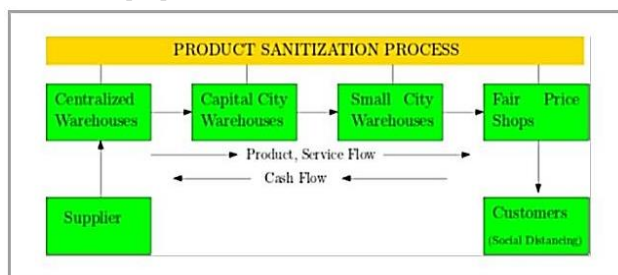 PRODUCT SANITIZATION PROCESS
Centralized
Warehouses
Capital City
Warehouses
Small City
Warehouses
Fair Price
Shops
Product, Service Flow
Cash Flow
Supplier
Customers
(Social Distancing)